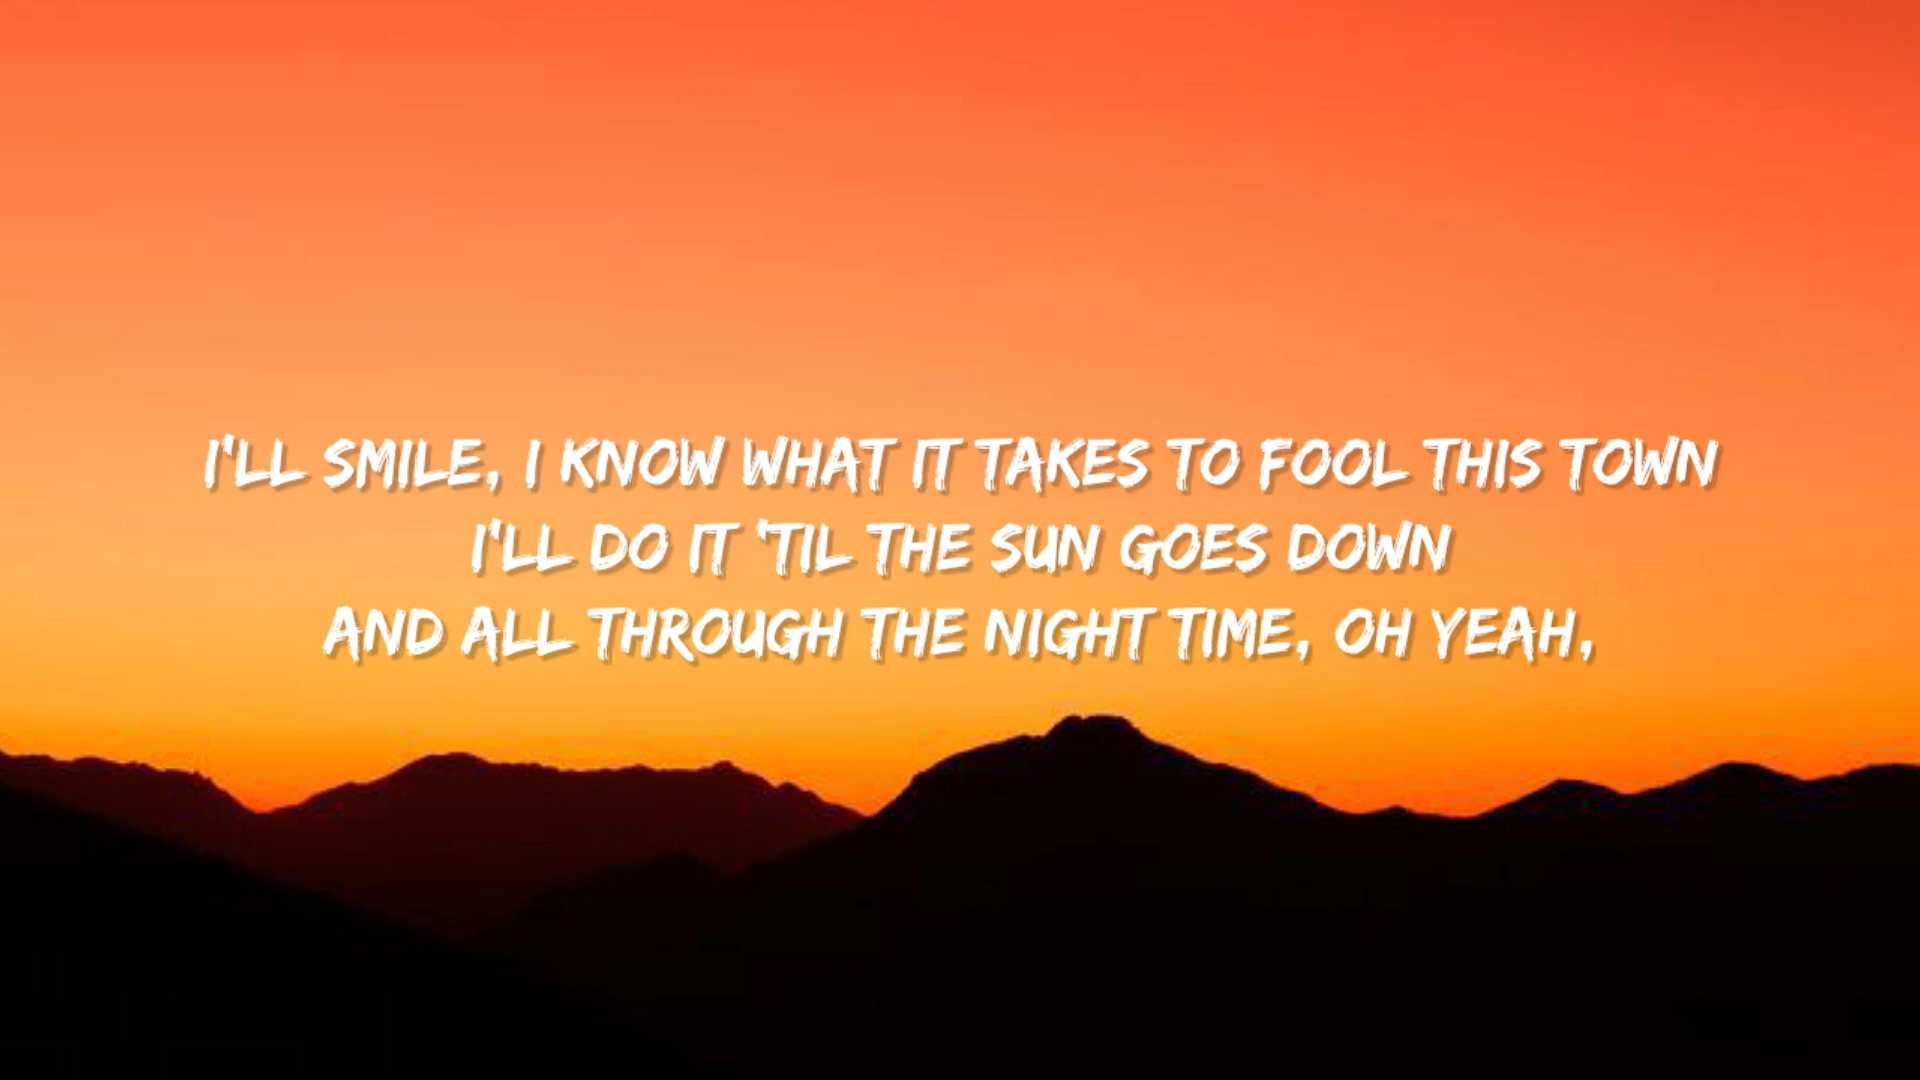 I'LL SMILE, I KNOW WHAT IT TAKES TO FOOL THIS TOWN
I'LL DO IT 'TIL THE SUN GOES DOWN
AND ALL THROUGH THE NIGHT TIME, OH YEAH,